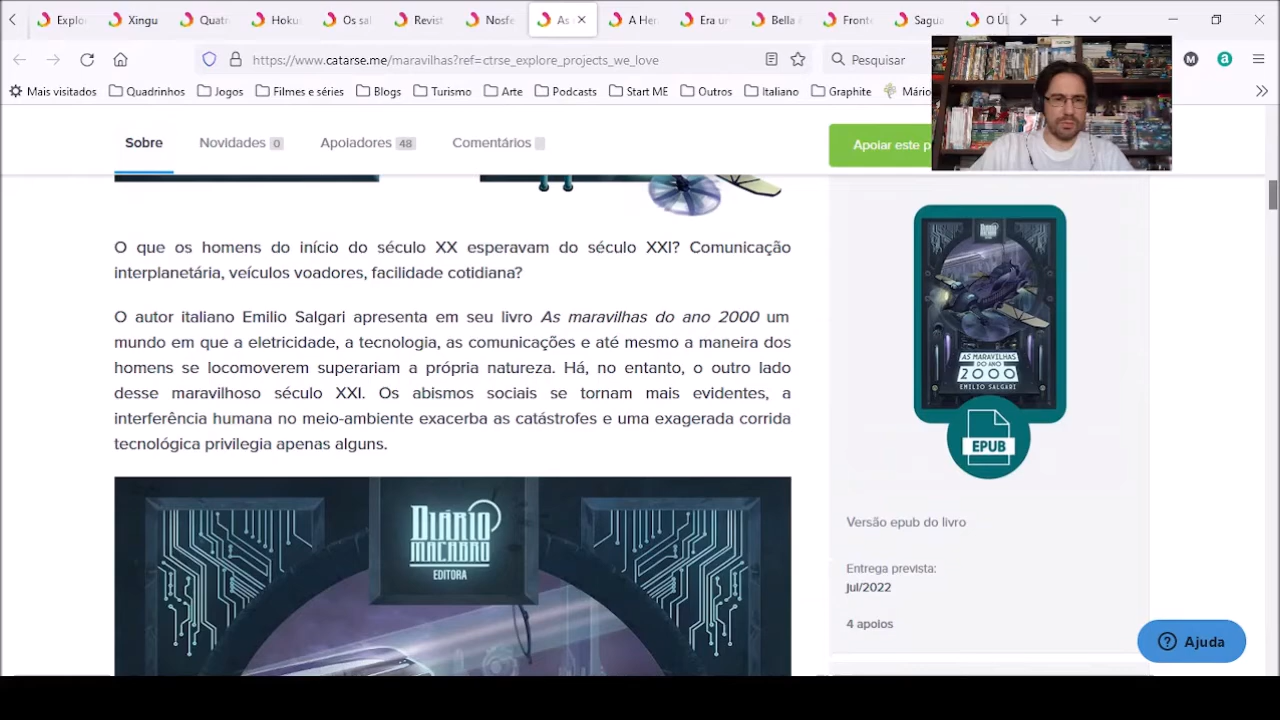 Explor
Xingu
Quatr
Hoku
Os sal
Revist
Nosfe
As
A Her
Era ur
Bella
Fronte
Sagua
O ÚL
https://www.catarse.me/maravilhas?ref=ctrse_explore_projects_we_love
Pesquisar
M
a
Mais visitados
Quadrinhos
Jogos
Filmes e séries
Blogs
Turismo
Arte
Podcasts
Start ME
Outros
Italiano
Graphite
Mário
Sobre
Novidades 0
Apoiadores 48
Comentários
Apoiar este p
O que os homens do início do século XX esperavam do século XXI? Comunicação
interplanetária, veículos voadores, facilidade cotidiana?
O autor italiano Emilio Salgari apresenta em seu livro As maravilhas do ano 2000 um
mundo em que a eletricidade, a tecnologia, as comunicações e até mesmo a maneira dos
homens se locomoverem superariam a própria natureza. Há, no entanto, o outro lado
desse maravilhoso século XXI. Os abismos sociais se tornam mais evidentes, a
interferência humana no meio-ambiente exacerba as catástrofes e uma exagerada corrida
tecnológica privilegia apenas alguns.
DIÁRIO
MACABRO
EDITORA
AS MARAVILHAS
DO ANO
2000
EMILIO SALGARI
EPUB
Versão epub do livro
Entrega prevista:
jul/2022
4 apoios
Ajuda